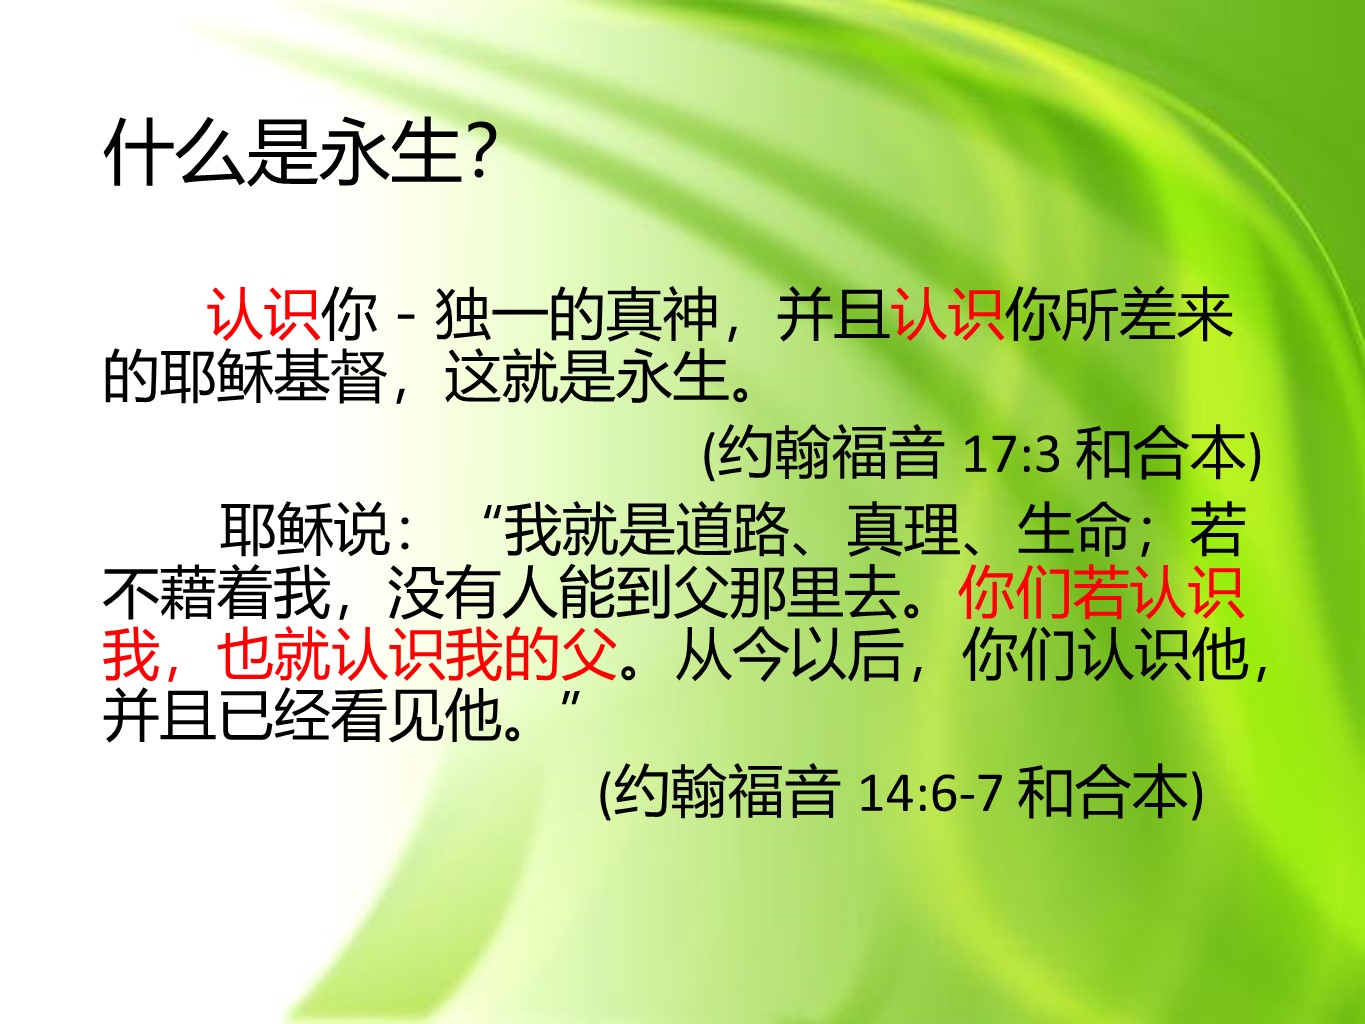 什么是永生？
认识你 - 独一的真神，并且认识你所差来
的耶稣基督，这就是永生。
(约翰福音 17:3 和合本)
耶稣说：“我就是道路、真理、生命；若
不藉着我，没有人能到父那里去。你们若认识
我，也就认识我的父。从今以后，你们认识他，
并且已经看见他。”
(约翰福音 14:6-7 和合本)